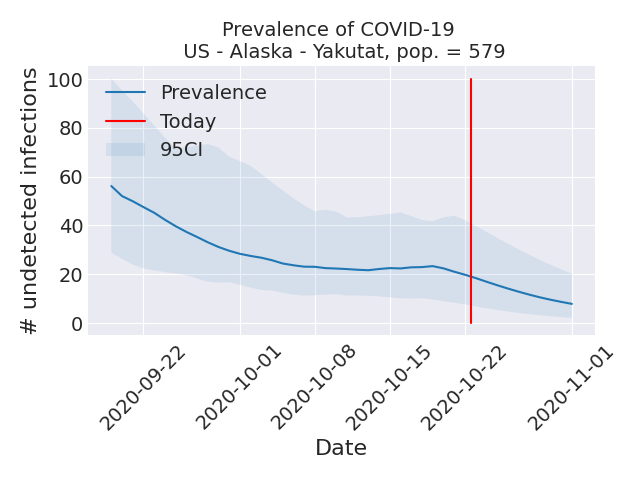 Prevalence of COVID-19
US - Alaska - Yakutat, pop. = 579
# undetected infections
100
80
60
40
20
0
Prevalence
Today
95CI
2020-09-22
2020-10-01
2020-10-08
2020-10-15
2020-10-22
2020-11-01
Date